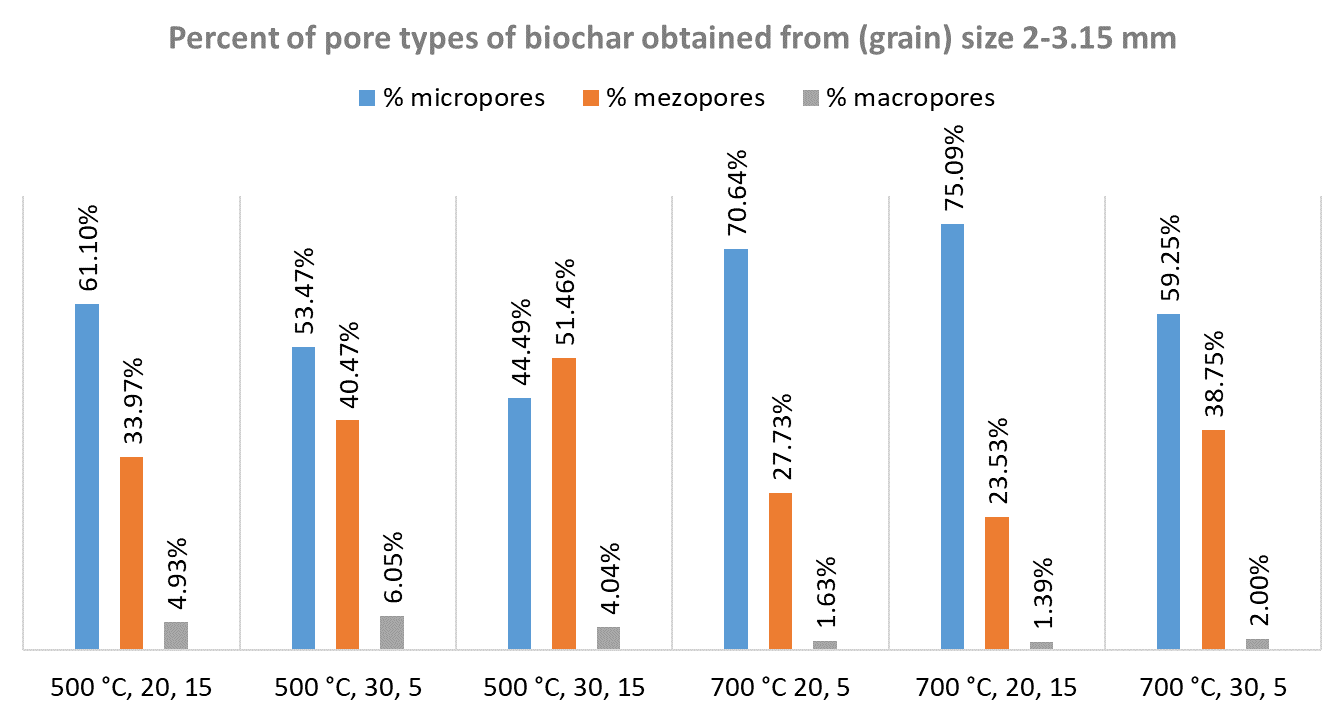 Percent of pore types of biochar obtained from (grain) size 2-3.15 mm
% micropores % mezopores % macropores
61.10% 33.97% 4.93% 53.47% 40.47% 6.05% 44.49% 51.46% 4.04% 70.64% 27.73% 1.63% 75.09% 23.53% 1.39% 59.25% 38.75% 2.00%
500 °C, 20, 15 500 °C, 30, 5 500 °C, 30, 15 700 °C 20, 5 700 °C, 20, 15 700 °C, 30, 5